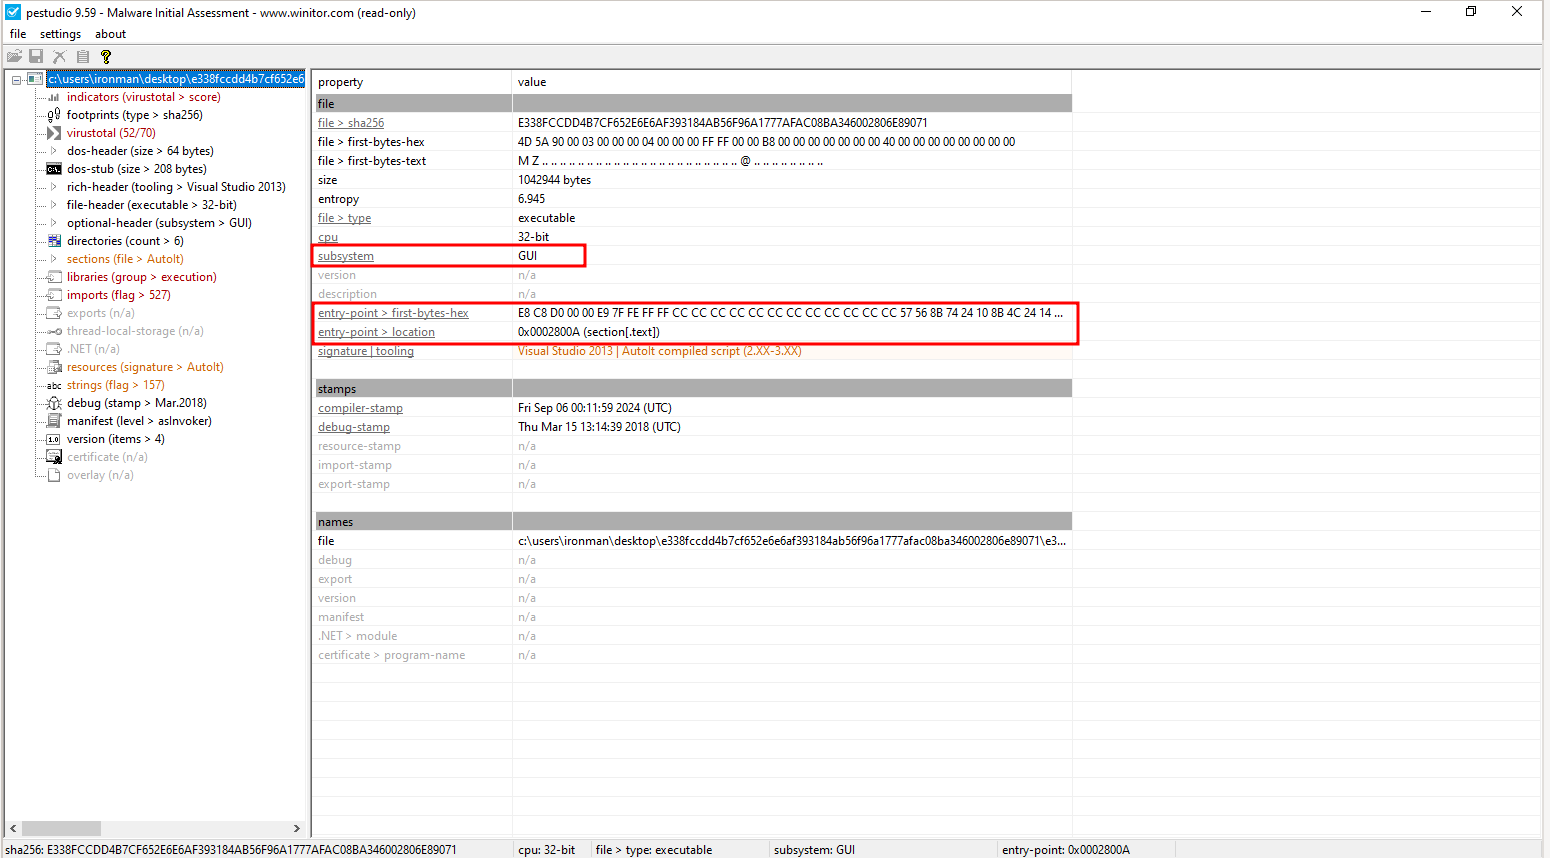 pestudio 9.59 - Malware Initial Assessment - www.winitor.com (read-only)
file settings about
c:\users\ironman\desktop\e338fccdd4b7cf652e6
indicators (virustotal > score)
footprints (type > sha256)
virustotal (52/70)
dos-header (size > 64 bytes)
dos-stub (size > 208 bytes)
rich-header (tooling > Visual Studio 2013)
file-header (executable > 32-bit)
optional-header (subsystem > GUI)
directories (count > 6)
sections (file > AutoIt)
libraries (group > execution)
imports (flag > 527)
exports (n/a)
thread-local-storage (n/a)
.NET (n/a)
resources (signature > AutoIt)
abc strings (flag > 157)
debug (stamp > Mar.2018)
manifest (level > asInvoker)
1.0 version (items > 4)
certificate (n/a)
overlay (n/a)
property value
file
file > sha256 E338FCCDD4B7CF652E6E6AF393184AB56F96A1777AFAC08BA346002806E89071
file > first-bytes-hex 4D 5A 90 00 03 00 00 00 04 00 00 00 FF FF 00 00 B8 00 00 00 00 00 00 00 40 00 00 00 00 00 00 00
file > first-bytes-text M Z .. .. .. .. .. .. .. .. .. .. .. .. .. .. .. .. .. .. .. .. .. .. @ .. .. .. .. .. .. ..
size 1042944 bytes
entropy 6.945
file > type executable
cpu 32-bit
subsystem GUI
version n/a
description n/a
entry-point > first-bytes-hex E8 C8 D0 00 00 E9 7F FE FF FF CC CC CC CC CC CC CC CC CC CC CC CC 57 56 8B 74 24 10 8B 4C 24 14 ...
entry-point > location 0x0002800A (section[.text])
signature | tooling Visual Studio 2013 | AutoIt compiled script (2.XX-3.XX)
stamps
compiler-stamp Fri Sep 06 00:11:59 2024 (UTC)
debug-stamp Thu Mar 15 13:14:39 2018 (UTC)
resource-stamp n/a
import-stamp n/a
export-stamp n/a
names
file c:\users\ironman\desktop\e338fccdd4b7cf652e6e6af393184ab56f96a1777afac08ba346002806e89071\e3...
debug n/a
export n/a
version n/a
manifest n/a
.NET > module n/a
certificate > program-name n/a
sha256: E338FCCDD4B7CF652E6E6AF393184AB56F96A1777AFAC08BA346002806E89071 cpu: 32-bit file > type: executable subsystem: GUI entry-point: 0x0002800A